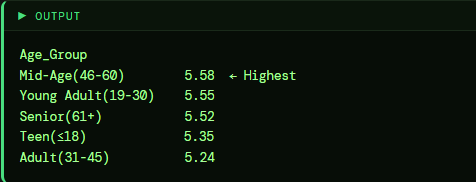 ▶ OUTPUT
Age_Group
Mid-Age(46-60) 5.58 ← Highest
Young Adult(19-30) 5.55
Senior(61+) 5.52
Teen(≤18) 5.35
Adult(31-45) 5.24